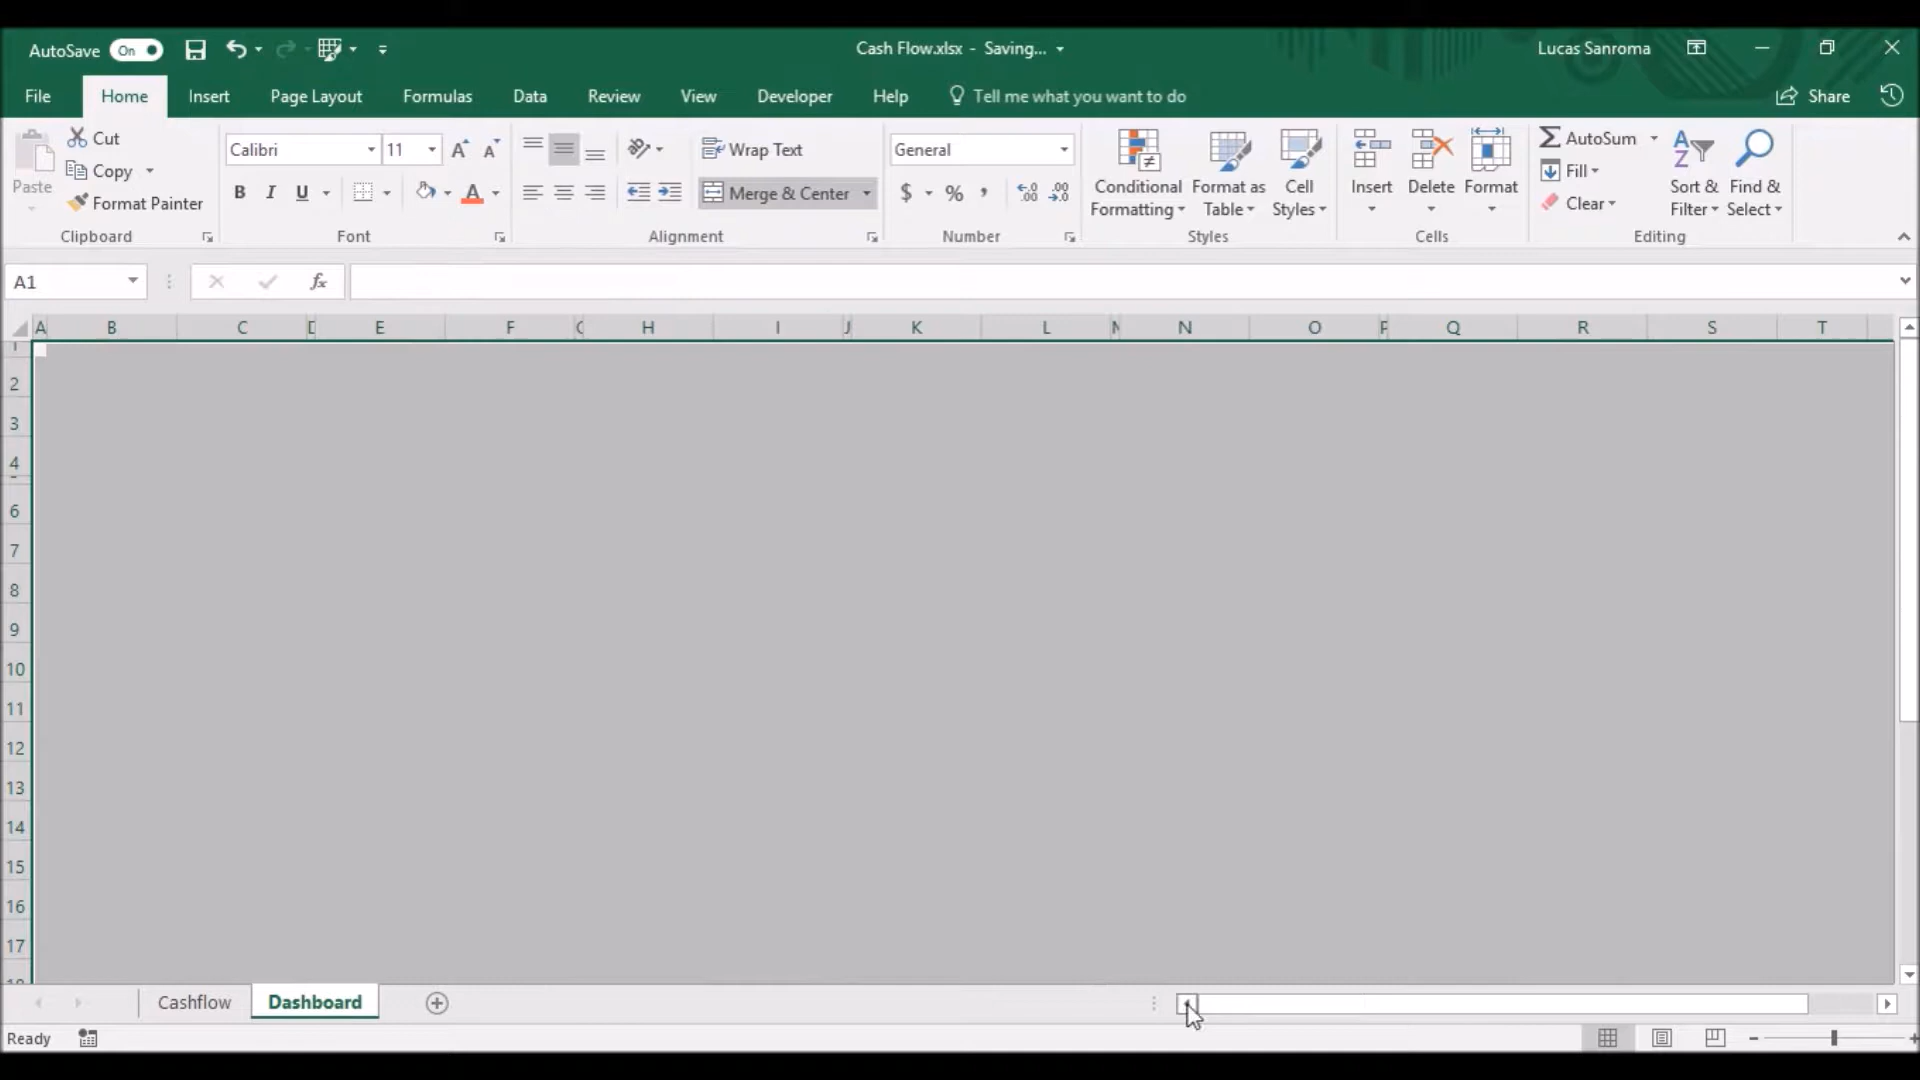 AutoSave On Cash Flow.xlsx - Saving... Lucas Sanroma
File Home Insert Page Layout Formulas Data Review View Developer Help Tell me what you want to do Share
Paste Cut Copy Format Painter
Clipboard
Calibri 11
B I U A
Font
Wrap Text
Merge & Center
Alignment
General
$ % ,
Number
Conditional Formatting Format as Table Cell Styles
Styles
Insert Delete Format
Cells
AutoSum
Fill
Clear
Sort & Filter Find & Select
Editing
A1 fx
A B C D E F G H I J K L M N O P Q R S T
1
2
3
4
6
7
8
9
10
11
12
13
14
15
16
17
Cashflow Dashboard
Ready